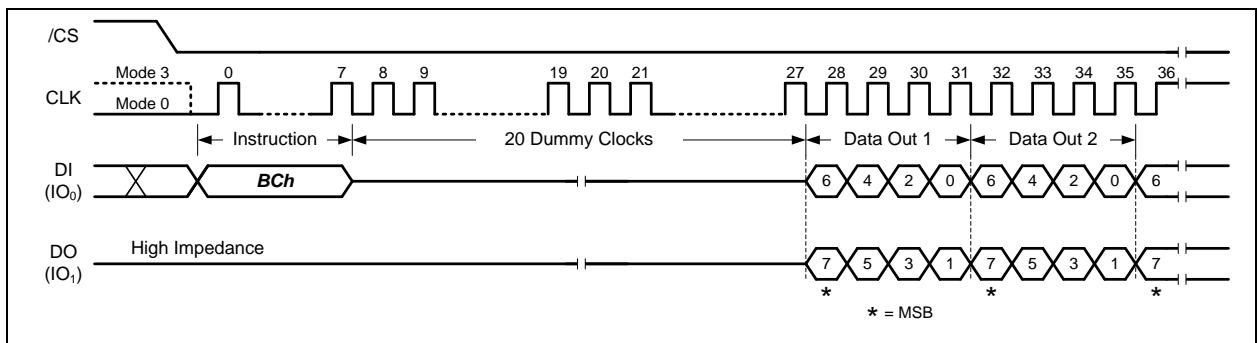 /CS
Mode 3 0 7 8 9 19 20 21 27 28 29 30 31 32 33 34 35 36
CLK
Mode 0
Instruction 20 Dummy Clocks Data Out 1 Data Out 2
DI
(IO₀)
BCh 6 4 2 0 6 4 2 0 6
High Impedance
DO
(IO₁)
7 5 3 1 7 5 3 1 7
* * *
* = MSB